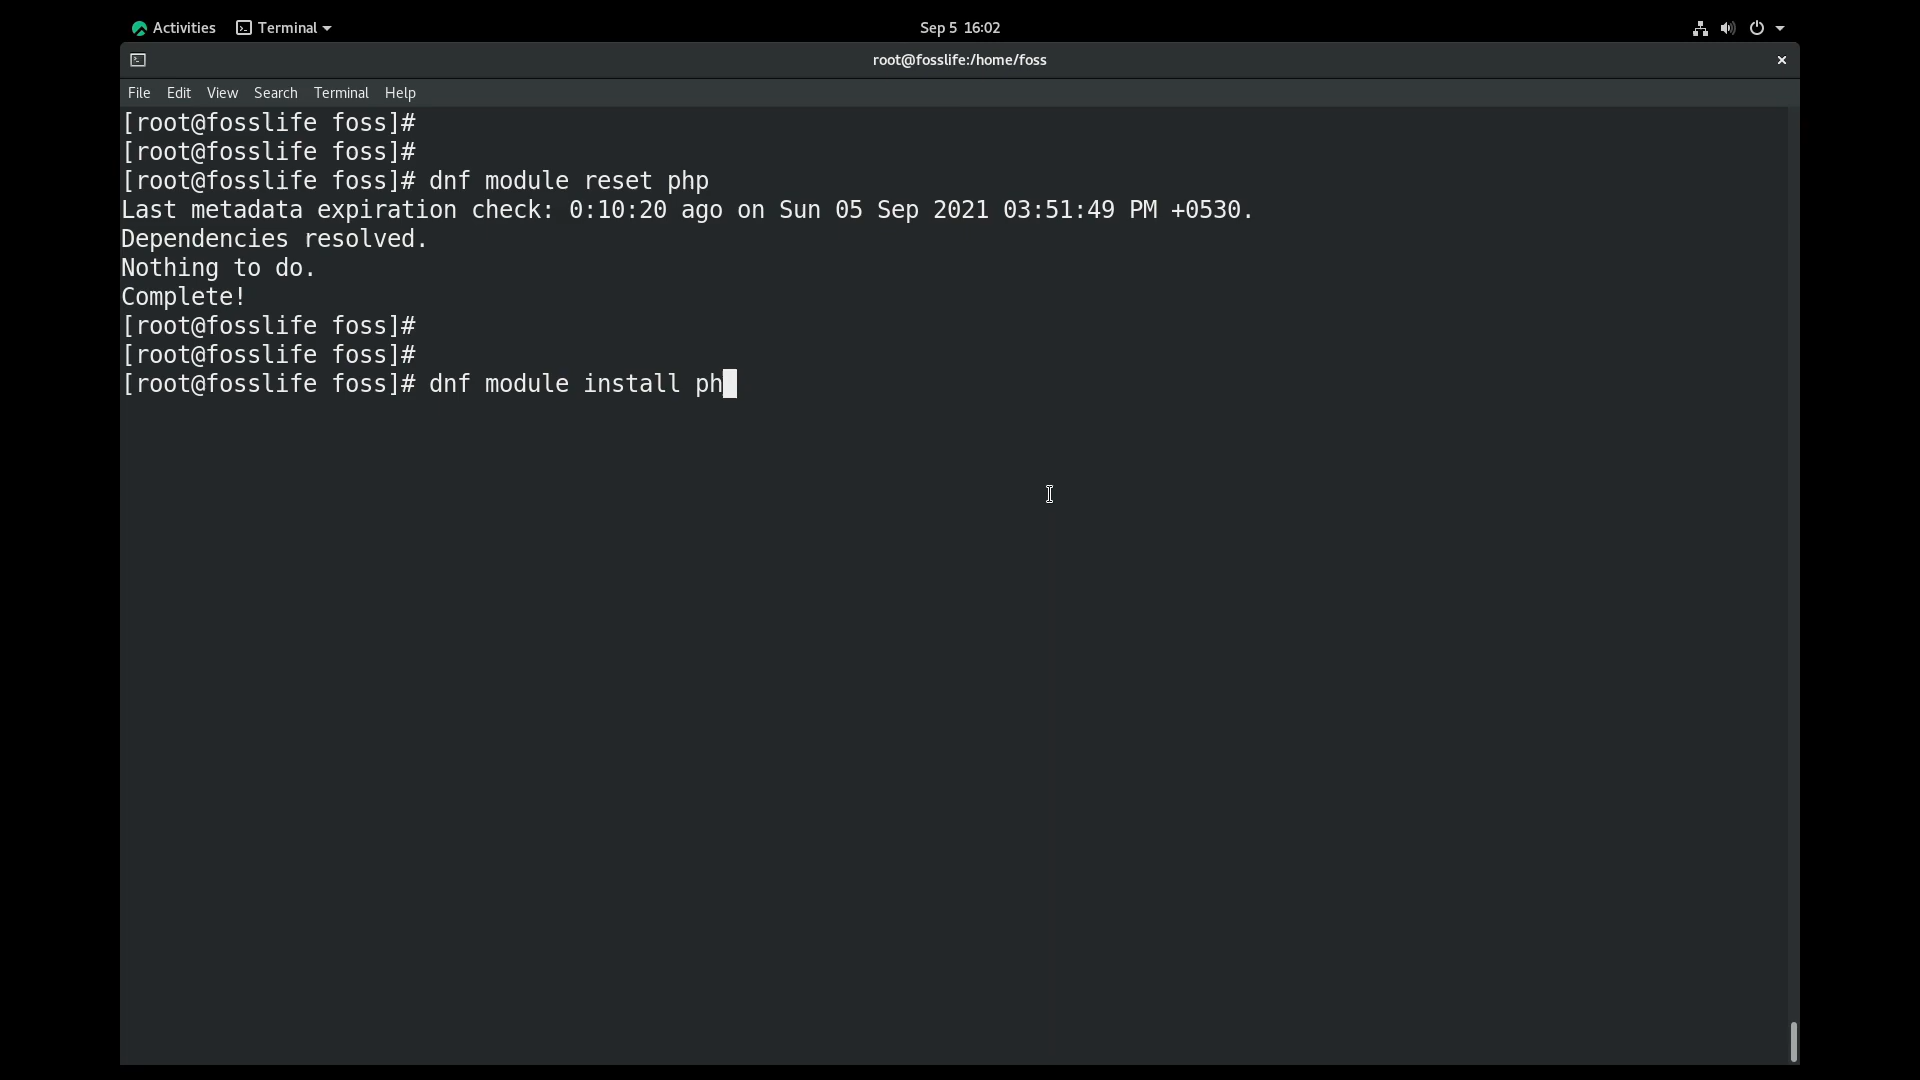 Activities Terminal Sep 5 16:02
root@fosslife:/home/foss
File Edit View Search Terminal Help
[root@fosslife foss]#
[root@fosslife foss]#
[root@fosslife foss]# dnf module reset php
Last metadata expiration check: 0:10:20 ago on Sun 05 Sep 2021 03:51:49 PM +0530.
Dependencies resolved.
Nothing to do.
Complete!
[root@fosslife foss]#
[root@fosslife foss]#
[root@fosslife foss]# dnf module install ph